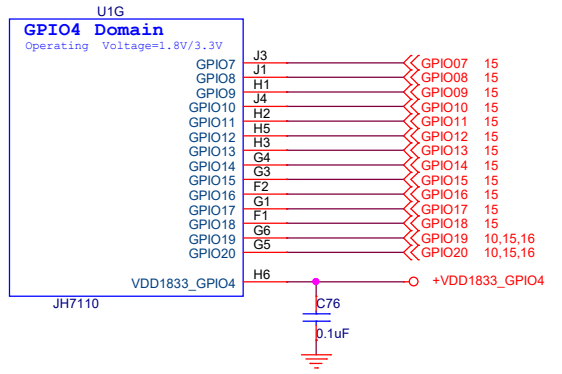 U1G
GPIO4 Domain
Operating Voltage=1.8V/3.3V
GPIO7 J3 GPIO07 15
GPIO8 J1 GPIO08 15
GPIO9 H1 GPIO09 15
GPIO10 J4 GPIO10 15
GPIO11 H2 GPIO11 15
GPIO12 H5 GPIO12 15
GPIO13 H3 GPIO13 15
GPIO14 G4 GPIO14 15
GPIO15 G3 GPIO15 15
GPIO16 F2 GPIO16 15
GPIO17 G1 GPIO17 15
GPIO18 F1 GPIO18 15
GPIO19 G6 GPIO19 10,15,16
GPIO20 G5 GPIO20 10,15,16
VDD1833_GPIO4 H6 +VDD1833_GPIO4
JH7110
C76
0.1uF